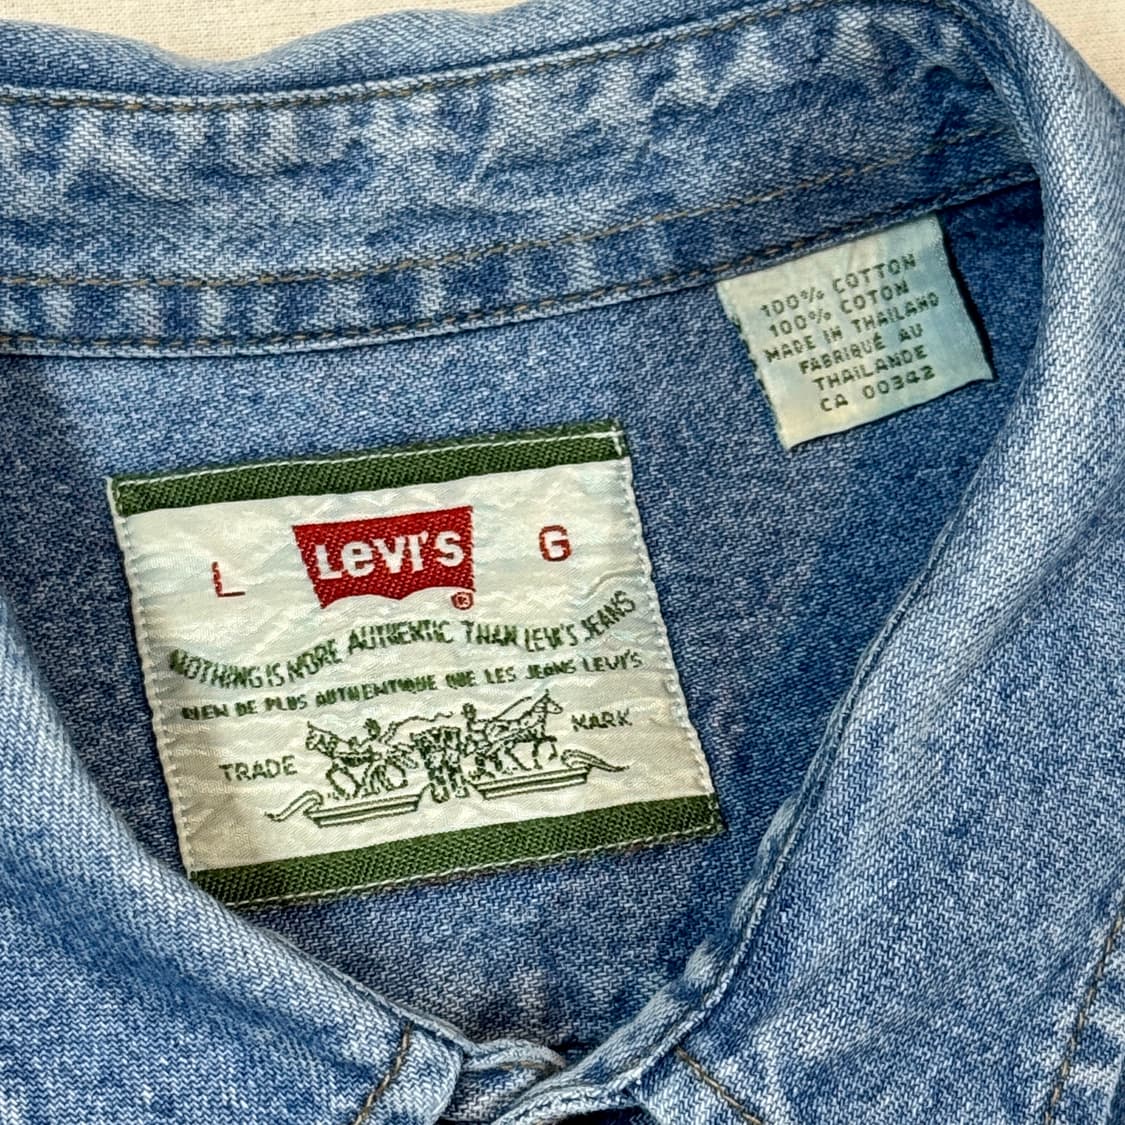 100% COTTON
100% COTON
MADE IN THAILAND
FABRIQUÉ AU
THAILANDE
CA 00342
L LEVI'S G
®
NOTHING IS MORE AUTHENTIC THAN LEVI'S JEANS
RIEN DE PLUS AUTHENTIQUE QUE LES JEANS LEVI'S
TRADE MARK